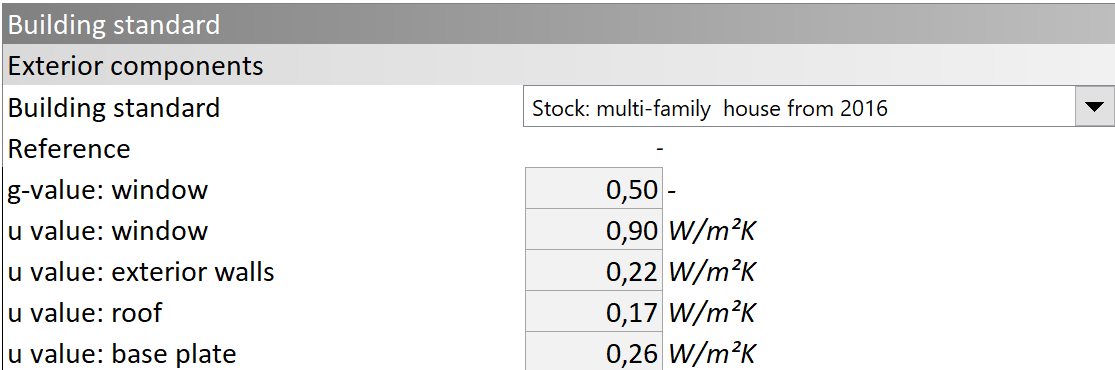 Building standard
Exterior components
Building standard Stock: multi-family  house from 2016
Reference -
g-value: window 0,50 -
u value: window 0,90 W/m²K
u value: exterior walls 0,22 W/m²K
u value: roof 0,17 W/m²K
u value: base plate 0,26 W/m²K